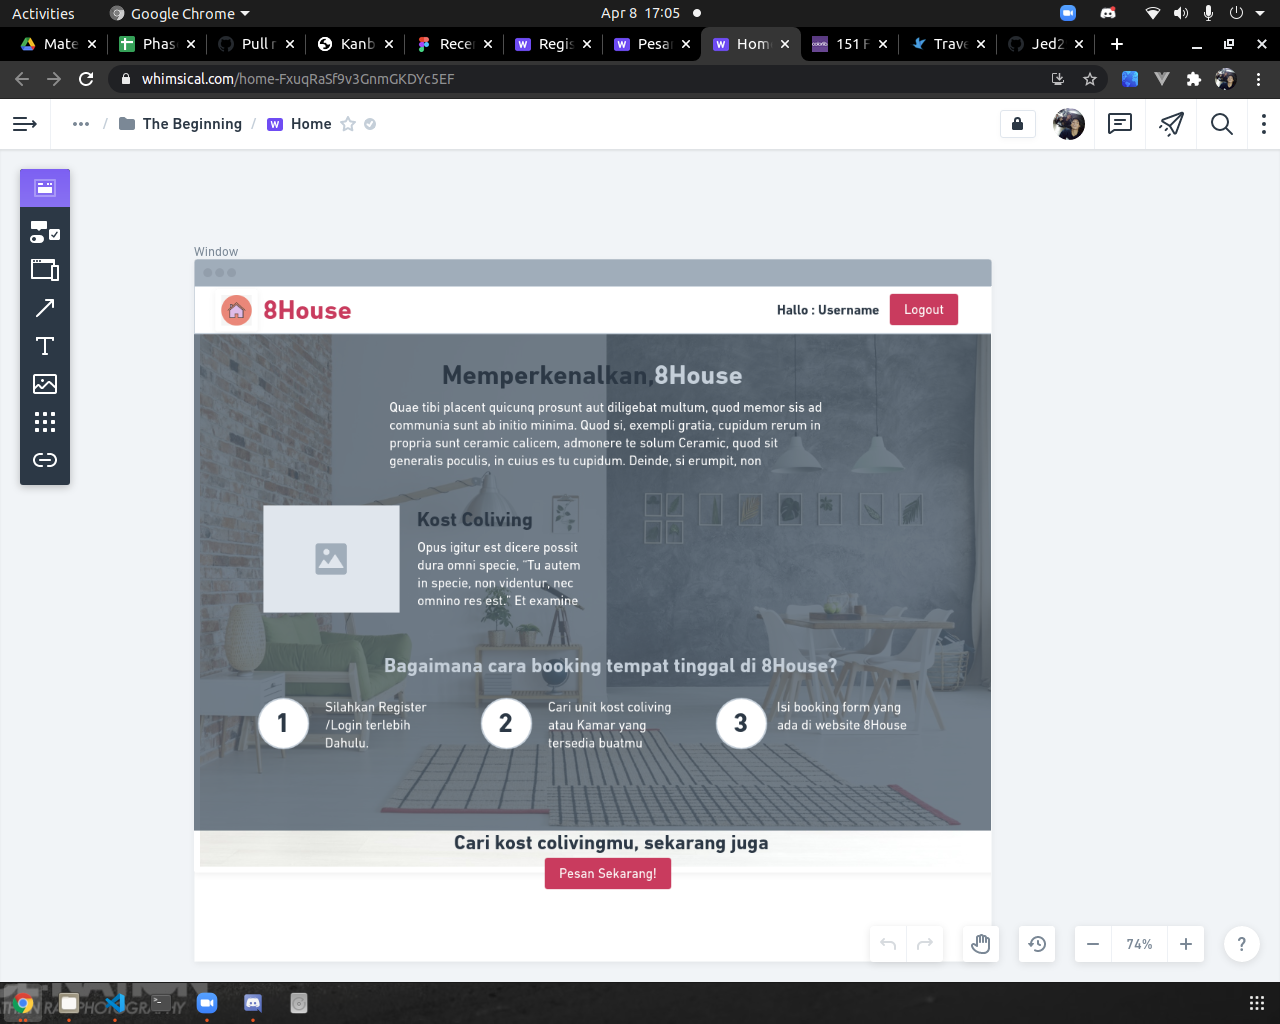 Activities
Google Chrome
Apr 8 17:05
Mate
Phas
Pull r
Kanb
Rece
Regis
Pesa
Hom
151 F
Trave
Jed2
whimsical.com/home-FxuqRaSf9v3GnmGKDYc5EF
... / The Beginning / Home
Window
8House
Hallo : Username
Logout
Memperkenalkan,8House
Quae tibi placent quicunq prosunt aut diligebat multum, quod memor sis ad
communia sunt ab initio minima. Quod si, exempli gratia, cupidum rerum in
propria sunt ceramic calicem, admonere te solum Ceramic, quod sit
generalis poculis, in cuius es tu cupidum. Deinde, si erumpit, non
Kost Coliving
Opus igitur est dicere possit
dura omni specie, "Tu autem
in specie, non videntur, nec
omnino res est." Et examine
Bagaimana cara booking tempat tinggal di 8House?
1
Silahkan Register
/Login terlebih
Dahulu.
2
Cari unit kost coliving
atau Kamar yang
tersedia buatmu
3
Isi booking form yang
ada di website 8House
Cari kost colivingmu, sekarang juga
Pesan Sekarang!
74%
?